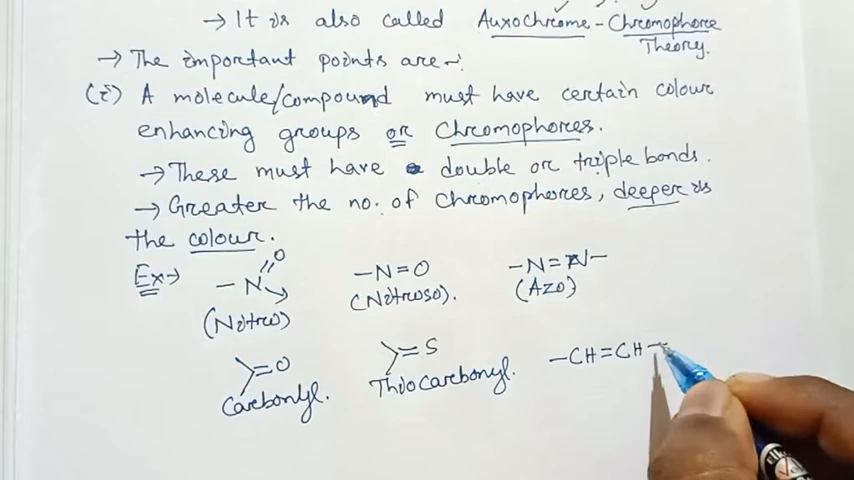 → It is also called AuxoChrome-Chromophore
Theory.
→ The important points are -:
(i) A molecule/compound must have certain colour
enhancing groups or Chromophores.
→ These must have double or triple bonds.
→ Greater the no. of Chromophores, deeper is
the colour.
Ex→ -N=O → -N=O -N=N-
(Nitro) (Nitroso). (Azo)
>=O >=S -CH=CH-
Carbonyl. ThioCarbonyl.